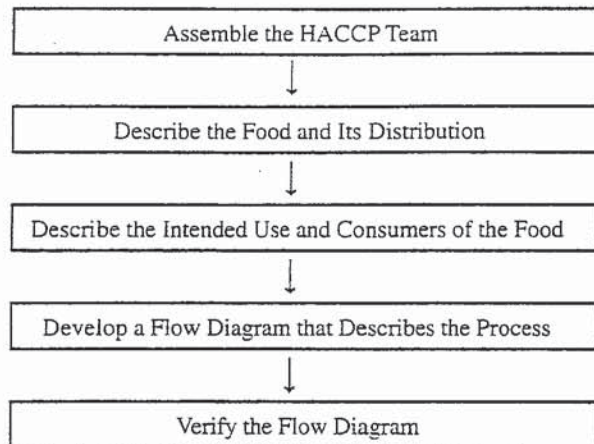 Assemble the HACCP Team
Describe the Food and Its Distribution
Describe the Intended Use and Consumers of the Food
Develop a Flow Diagram that Describes the Process
Verify the Flow Diagram